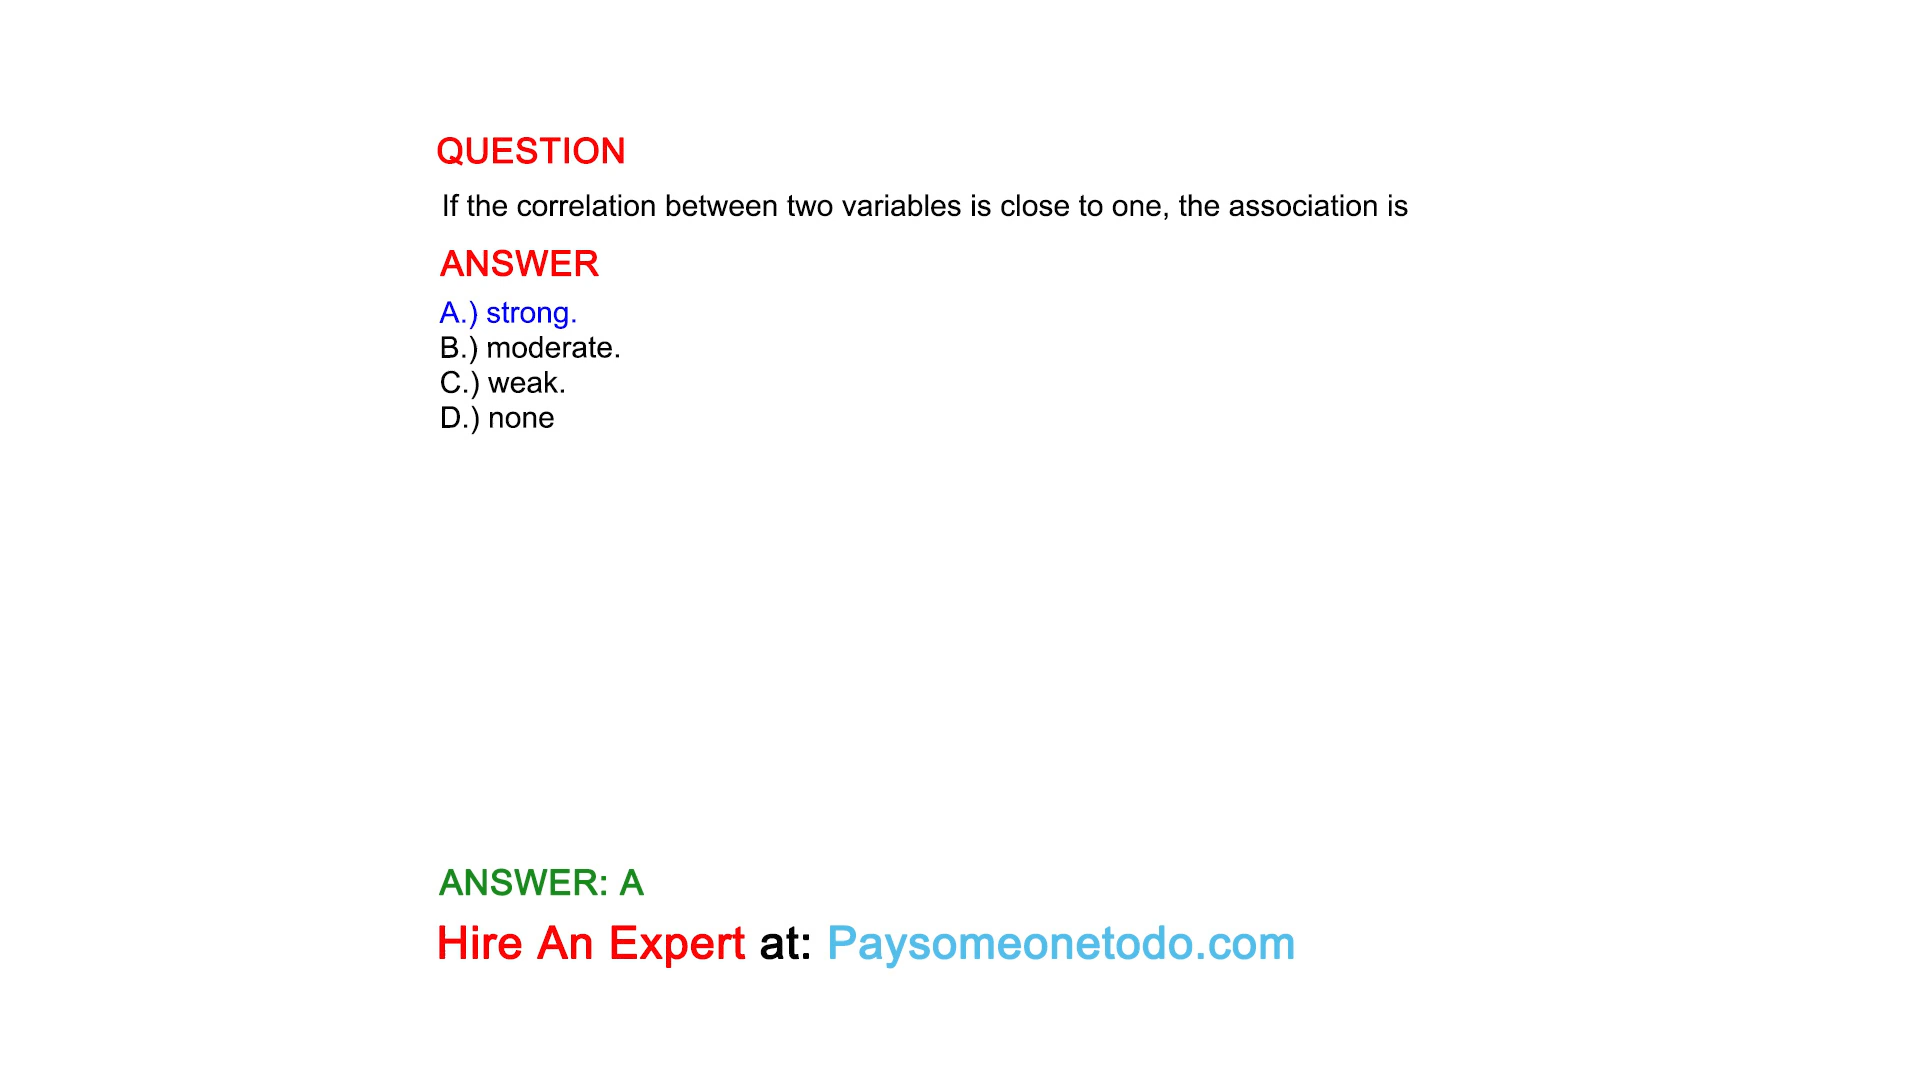 QUESTION
If the correlation between two variables is close to one, the association is
ANSWER
A.) strong.
B.) moderate.
C.) weak.
D.) none
ANSWER: A
Hire An Expert at: Paysomeonetodo.com